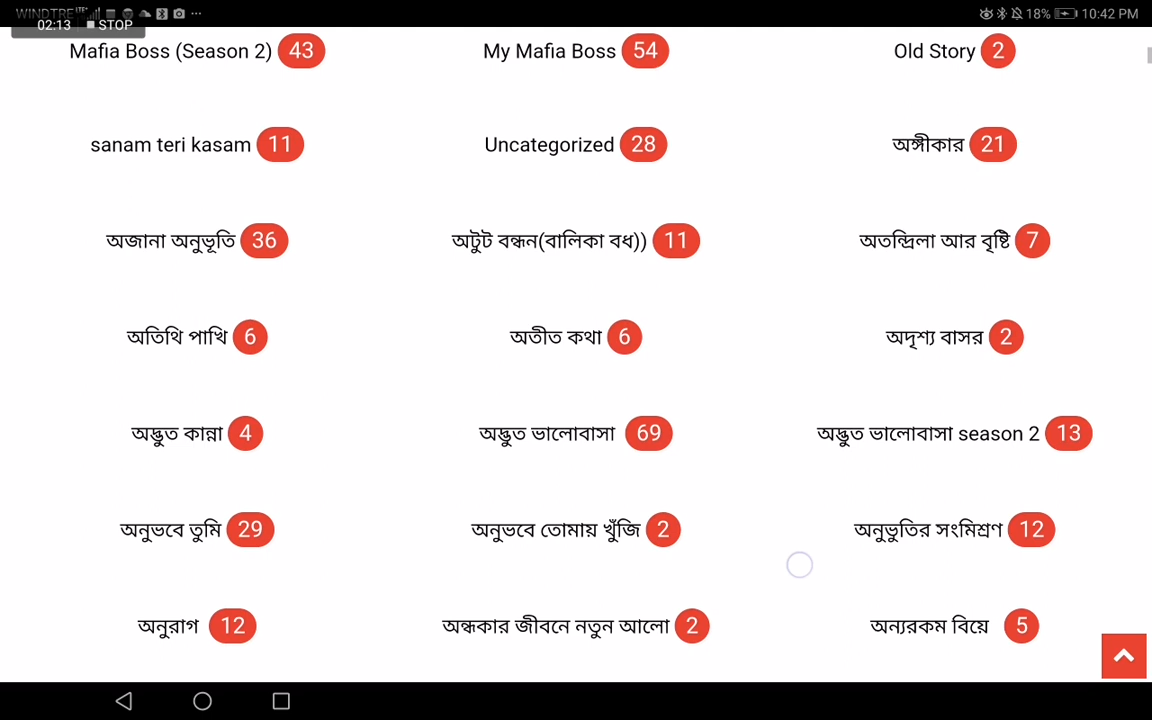 WINDTRE
18% 10:42 PM
02:13 STOP
Mafia Boss (Season 2) 43
My Mafia Boss 54
Old Story 2
sanam teri kasam 11
Uncategorized 28
অঙ্গীকার 21
অজানা অনুভূতি 36
অটুট বন্ধন(বালিকা বধ)) 11
অতন্দ্রিলা আর বৃষ্টি 7
অতিথি পাখি 6
অতীত কথা 6
অদৃশ্য বাসর 2
অদ্ভুত কান্না 4
অদ্ভুত ভালোবাসা 69
অদ্ভুত ভালোবাসা season 2 13
অনুভবে তুমি 29
অনুভবে তোমায় খুঁজি 2
অনুভুতির সংমিশ্রণ 12
অনুরাগ 12
অন্ধকার জীবনে নতুন আলো 2
অন্যরকম বিয়ে 5